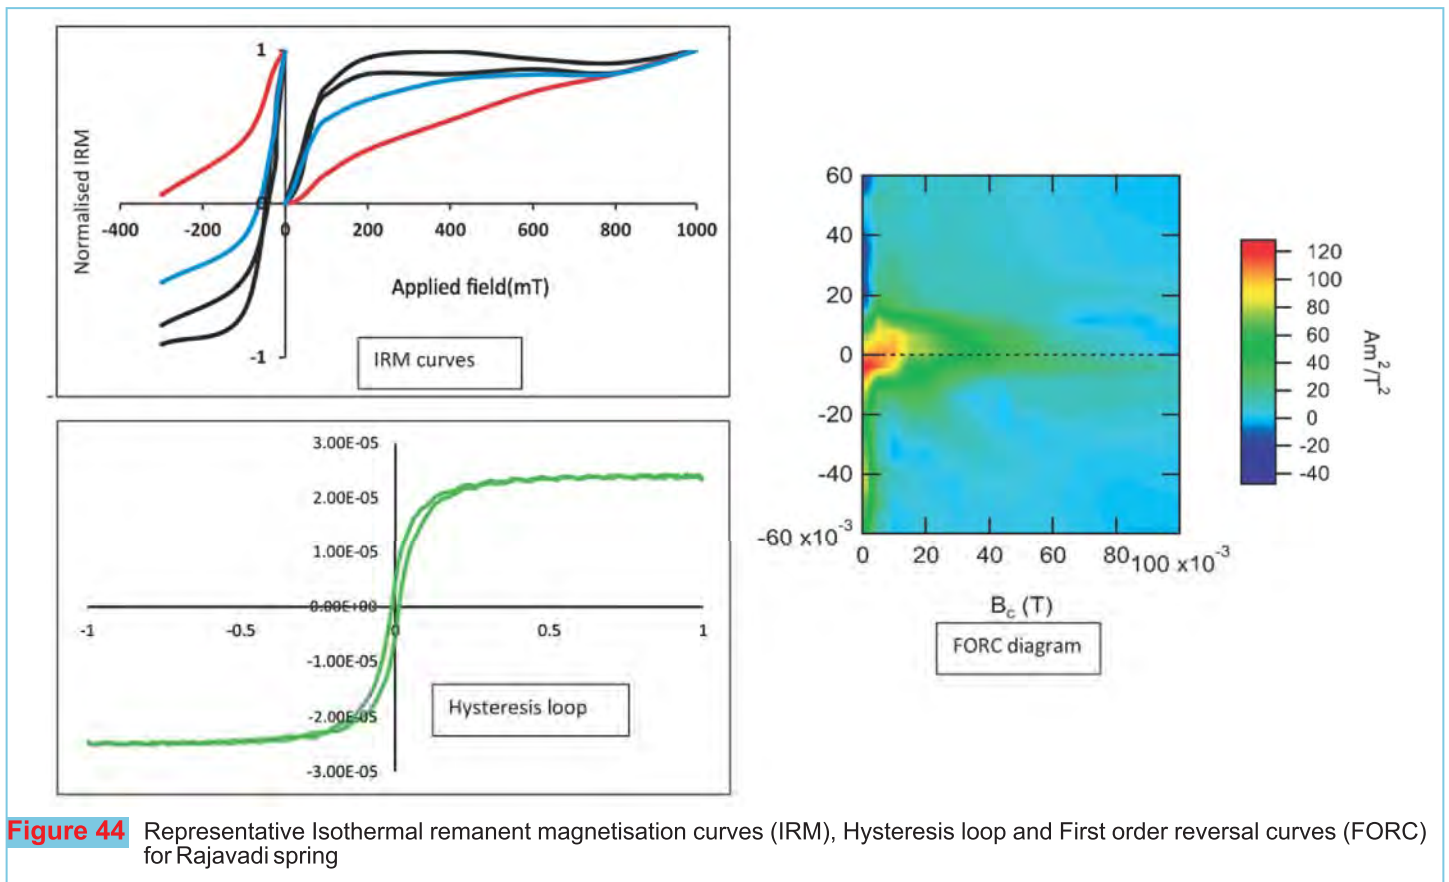 1
Normalised IRM
0
-400 -200 0 200 400 600 800 1000
Applied field(mT)
-1
IRM curves
3.00E-05
2.00E-05
1.00E-05
0.00E+00
-1 -0.5 0 0.5 1
-1.00E-05
-2.00E-05
-3.00E-05
Hysteresis loop
60
40
20
0
-20
-40
-60 x10-3
0 20 40 60 80 100 x10-3
Bc (T)
FORC diagram
120
100
80
60
40
20
0
-20
-40
Am2/T2
Figure 44 Representative Isothermal remanent magnetisation curves (IRM), Hysteresis loop and First order reversal curves (FORC)
for Rajavadi spring